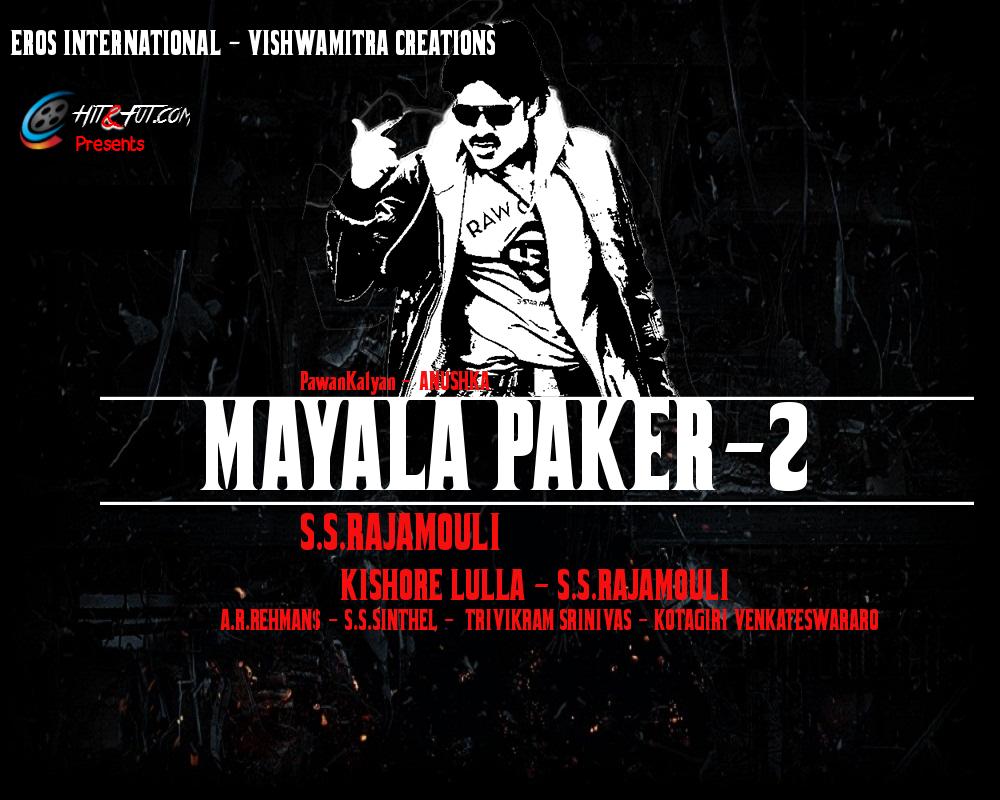 EROS INTERNATIONAL - VISHWAMITRA CREATIONS
HIT&FUT.COM
Presents
RAW
PawanKalyan - ANUSHKA
MAYALA PAKER-2
S.S.RAJAMOULI
KISHORE LULLA - S.S.RAJAMOULI
A.R.REHMAN$ - S.S.SINTHEL - TRIVIKRAM SRINIVAS - KOTAGIRI VENKATESWARARO